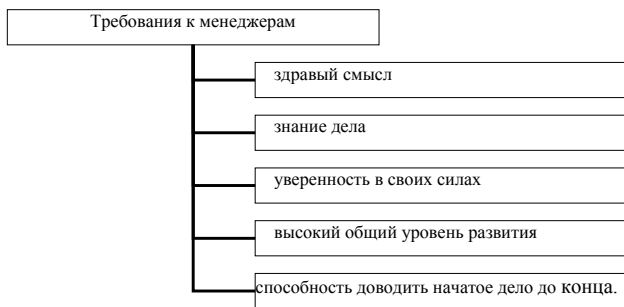 Требования к менеджерам
здравый смысл
знание дела
уверенность в своих силах
высокий общий уровень развития
способность доводить начатое дело до конца.